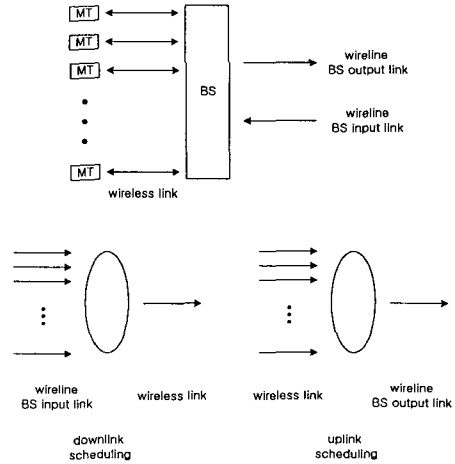 MT
MT
MT
MT
BS
wireline
BS output link
wireline
BS input link
wireless link
wireline
BS input link
wireless link
downlink
scheduling
wireless link
wireline
BS output link
uplink
scheduling